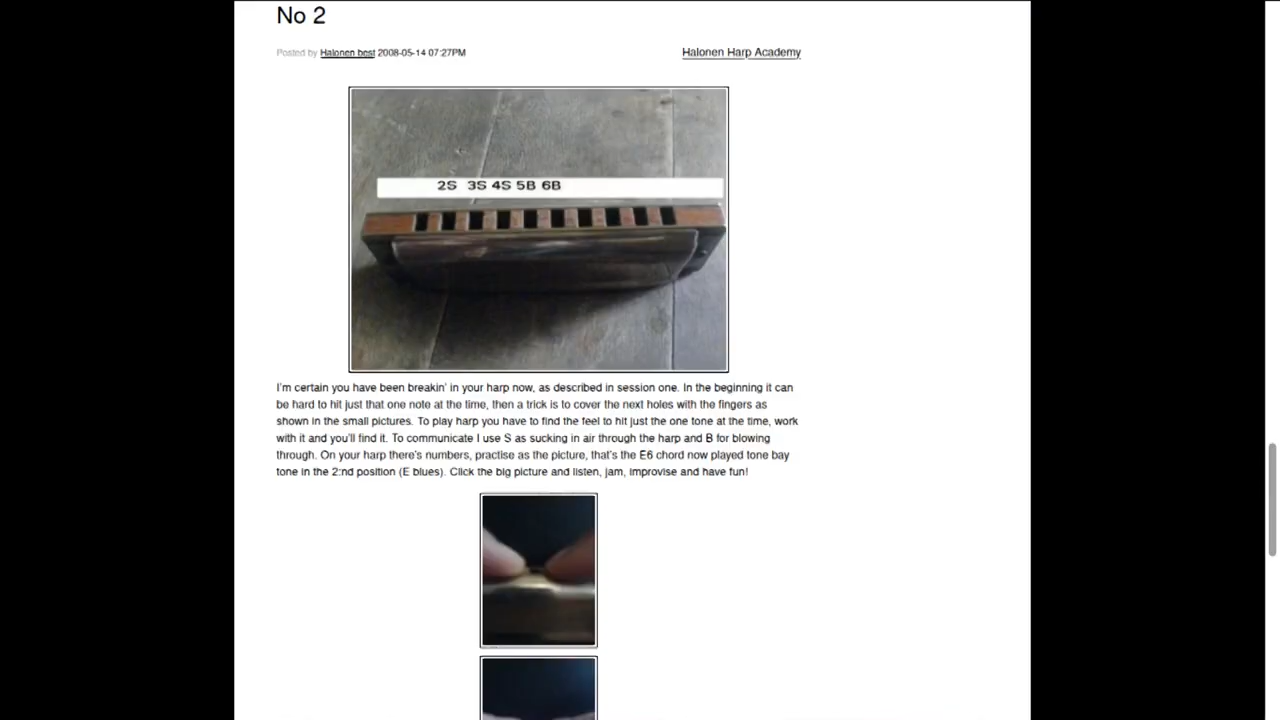 No 2
Posted by Halonen best 2008-05-14 07:27PM
Halonen Harp Academy
2S 3S 4S 5B 6B
I'm certain you have been breakin' in your harp now, as described in session one. In the beginning it can
be hard to hit just that one note at the time, then a trick is to cover the next holes with the fingers as
shown in the small pictures. To play harp you have to find the feel to hit just the one tone at the time, work
with it and you'll find it. To communicate I use S as sucking in air through the harp and B for blowing
through. On your harp there's numbers, practise as the picture, that's the E6 chord now played tone bay
tone in the 2:nd position (E blues). Click the big picture and listen, jam, improvise and have fun!